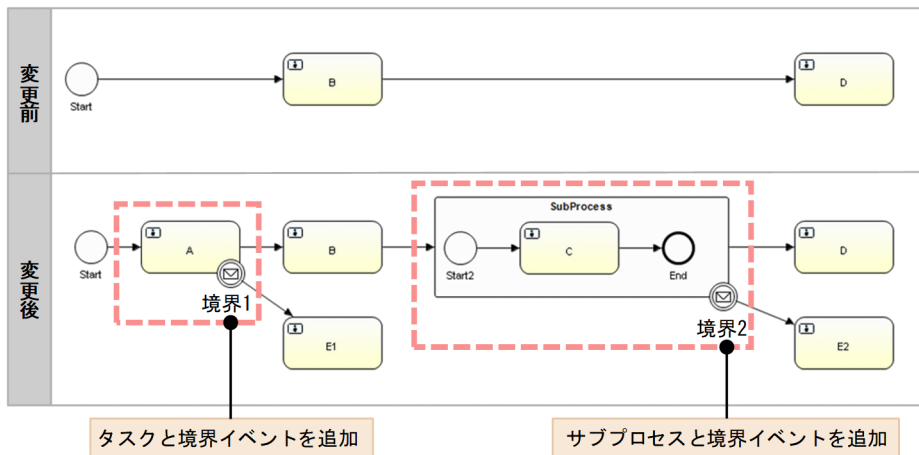 変更前
Start
B
D
変更後
Start
A
境界1
B
E1
SubProcess
Start2
C
End
境界2
D
E2
タスクと境界イベントを追加
サブプロセスと境界イベントを追加